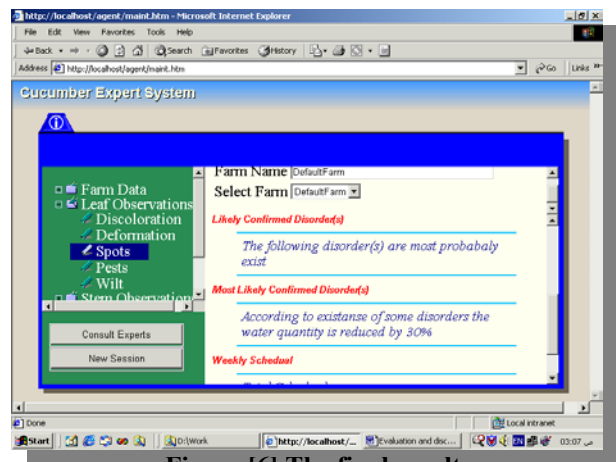 http://localhost/agent/maint.htm - Microsoft Internet Explorer
File Edit View Favorites Tools Help
Back Search Favorites History
Address http://localhost/agent/maint.htm Go Links
Cucumber Expert System
Farm Data
Leaf Observations
Discoloration
Deformation
Spots
Pests
Wilt
Stem Observation
Consult Experts
New Session
Farm Name DefaultFarm
Select Farm DefaultFarm
Likely Confirmed Disorder(s)
The following disorder(s) are most probabaly
exist
Most Likely Confirmed Disorder(s)
According to existanse of some disorders the
water quantity is reduced by 30%
Weekly Schedual
Done Local intranet
Start D:\Work http://localhost/... Evaluation and disc... EN 03:07